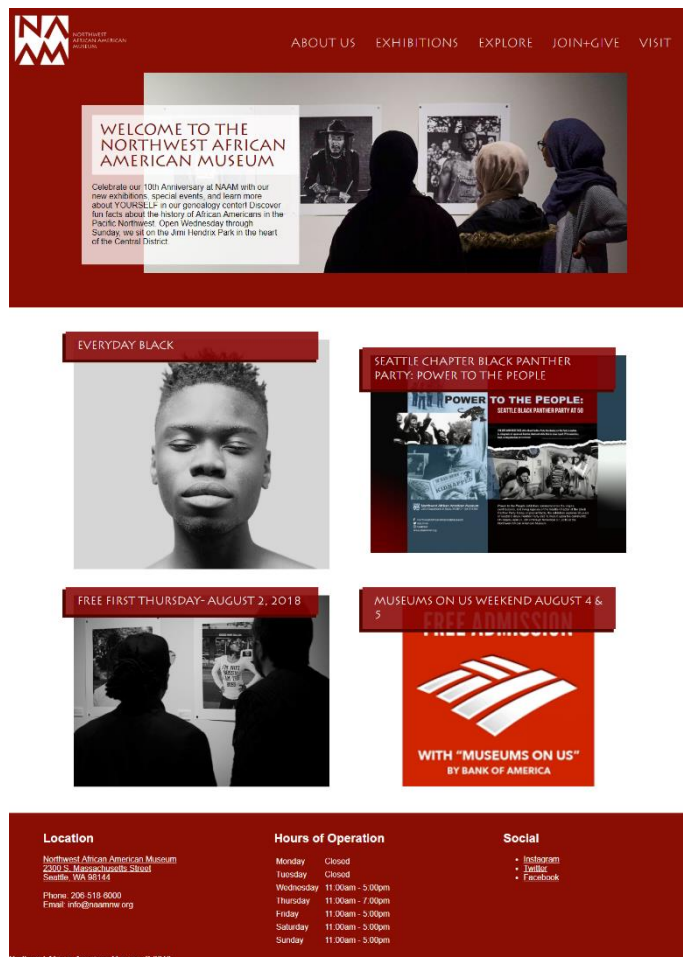 NORTHWEST
AFRICAN AMERICAN
MUSEUM
ABOUT US EXHIBITIONS EXPLORE JOIN+GIVE VISIT
WELCOME TO THE
NORTHWEST AFRICAN
AMERICAN MUSEUM
Celebrate our 10th Anniversary at NAAM with our
new exhibitions, special events, and learn more
about YOURSELF in our genealogy center! Discover
fun facts about the history of African Americans in the
Pacific Northwest. Open Wednesday through
Sunday, we sit on the Jimi Hendrix Park in the heart
of the Central District.
EVERYDAY BLACK
SEATTLE CHAPTER BLACK PANTHER
PARTY: POWER TO THE PEOPLE
POWER TO THE PEOPLE:
SEATTLE BLACK PANTHER PARTY AT 50
FREE FIRST THURSDAY- AUGUST 2, 2018
MUSEUMS ON US WEEKEND AUGUST 4 &
5
FREE ADMISSION
WITH "MUSEUMS ON US"
BY BANK OF AMERICA
Location
Northwest African American Museum
2300 S. Massachusetts Street
Seattle, WA 98144
Phone: 206-518-6000
Email: info@naamnw.org
Hours of Operation
Monday Closed
Tuesday Closed
Wednesday 11:00am - 5:00pm
Thursday 11:00am - 7:00pm
Friday 11:00am - 5:00pm
Saturday 11:00am - 5:00pm
Sunday 11:00am - 5:00pm
Social
Instagram
Twitter
Facebook